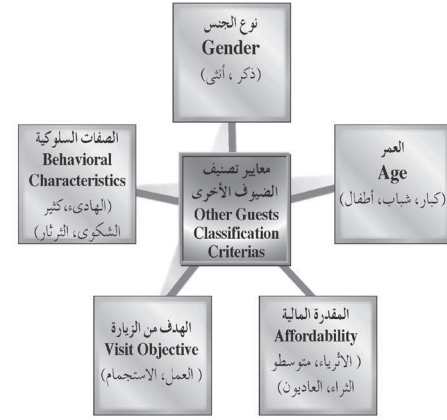 نوع الجنس
Gender
(ذكر ، أنثى)
الصفات السلوكية
Behavioral
Characteristics
(الهادىء، كثير
الشكوى، الثرثار)
معايير تصنيف
الضيوف الأخرى
Other Guests
Classification
Criterias
العمر
Age
(كبار، شباب، أطفال)
الهدف من الزيارة
Visit Objective
( العمل، الاستجمام)
المقدرة المالية
Affordability
( الأثرياء، متوسطو
الثراء، العاديون)